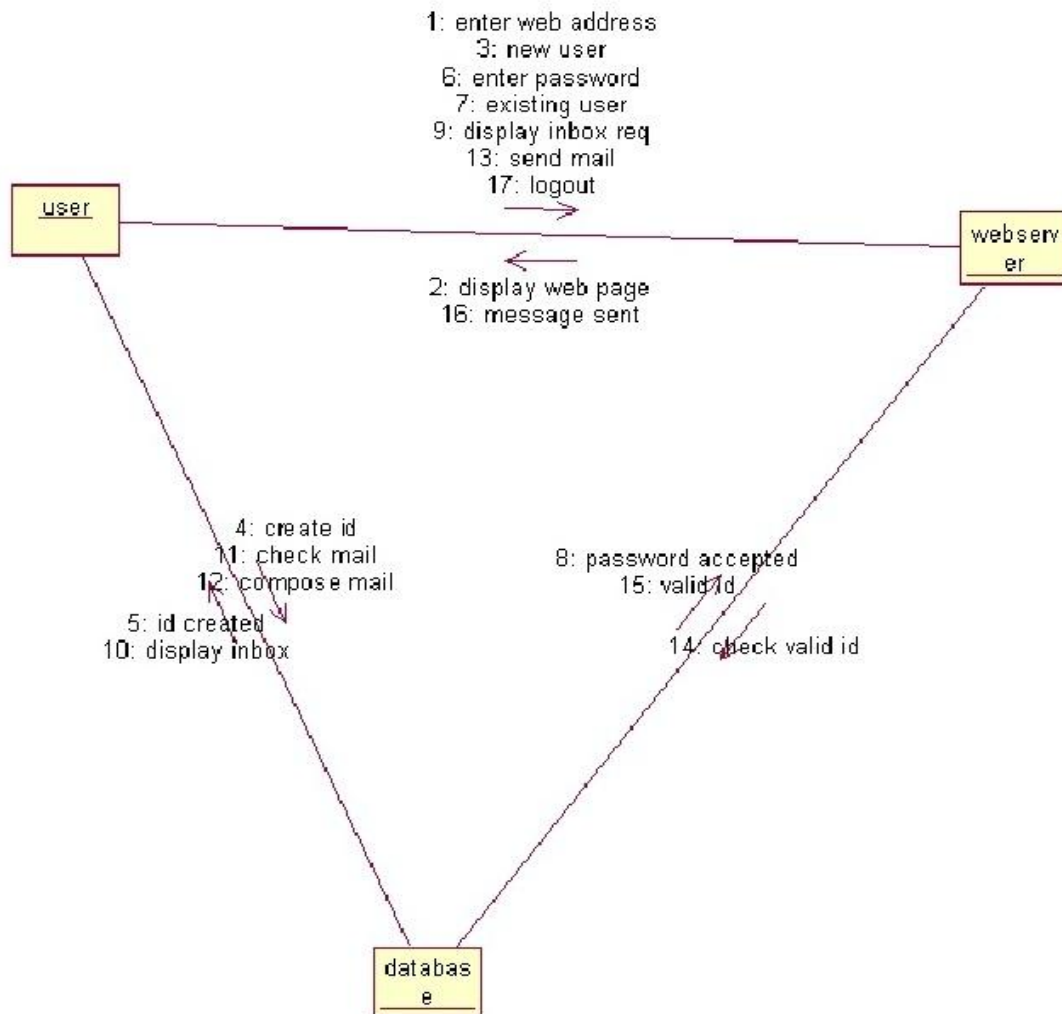 1: enter web address
3: new user
6: enter password
7: existing user
9: display inbox req
13: send mail
17: logout
user
webserv
er
2: display web page
16: message sent
4: create id
11: check mail
12: compose mail
5: id created
10: display inbox
8: password accepted
15: valid id
14: check valid id
databas
e